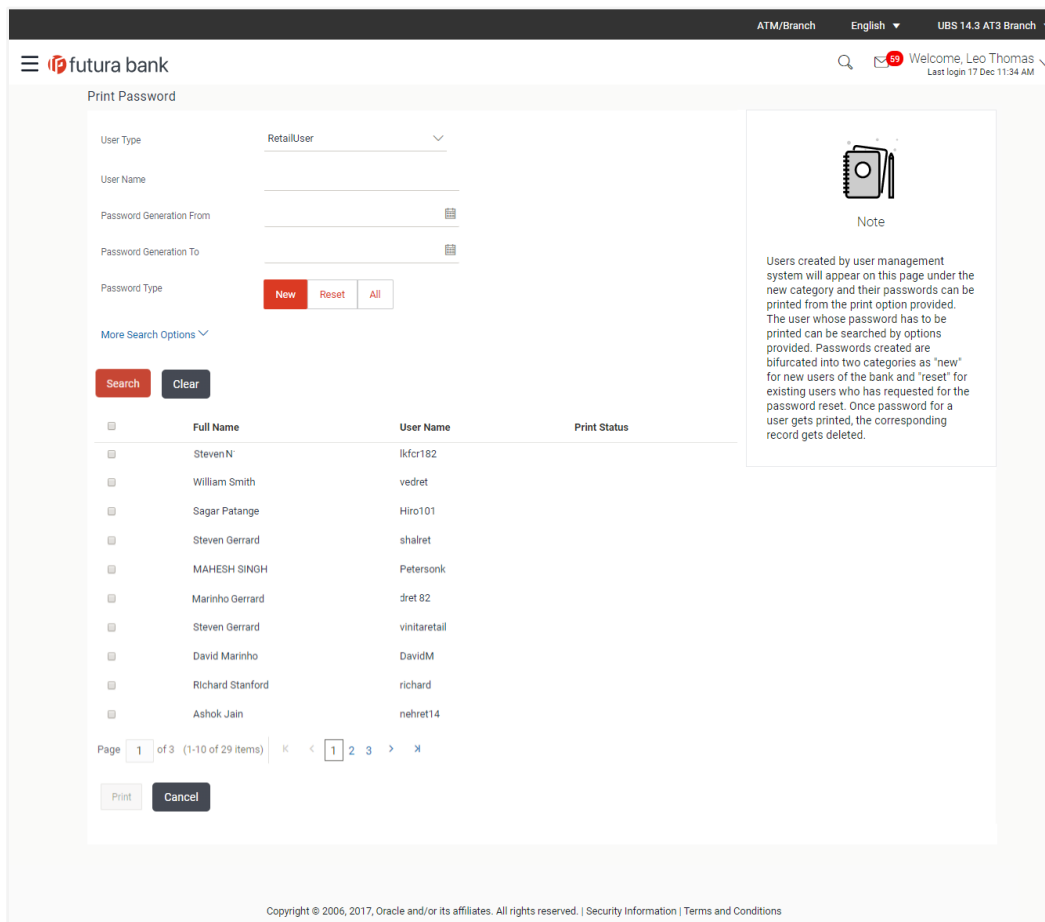 ATM/Branch English UBS 14.3 AT3 Branch
futura bank
59 Welcome, Leo Thomas
Last login 17 Dec 11:34 AM
Print Password
User Type RetailUser
User Name
Password Generation From
Password Generation To
Password Type New Reset All
More Search Options
Search Clear
Full Name User Name Print Status
Steven N lkfcr182
William Smith vedret
Sagar Patange Hiro101
Steven Gerrard shalret
MAHESH SINGH Petersonk
Marinho Gerrard dret 82
Steven Gerrard vinitaretail
David Marinho DavidM
RIchard Stanford richard
Ashok Jain nehret14
Page 1 of 3 (1-10 of 29 items) 1 2 3
Print Cancel
Note
Users created by user management
system will appear on this page under the
new category and their passwords can be
printed from the print option provided.
The user whose password has to be
printed can be searched by options
provided. Passwords created are
bifurcated into two categories as "new"
for new users of the bank and "reset" for
existing users who has requested for the
password reset. Once password for a
user gets printed, the corresponding
record gets deleted.
Copyright © 2006, 2017, Oracle and/or its affiliates. All rights reserved. | Security Information | Terms and Conditions